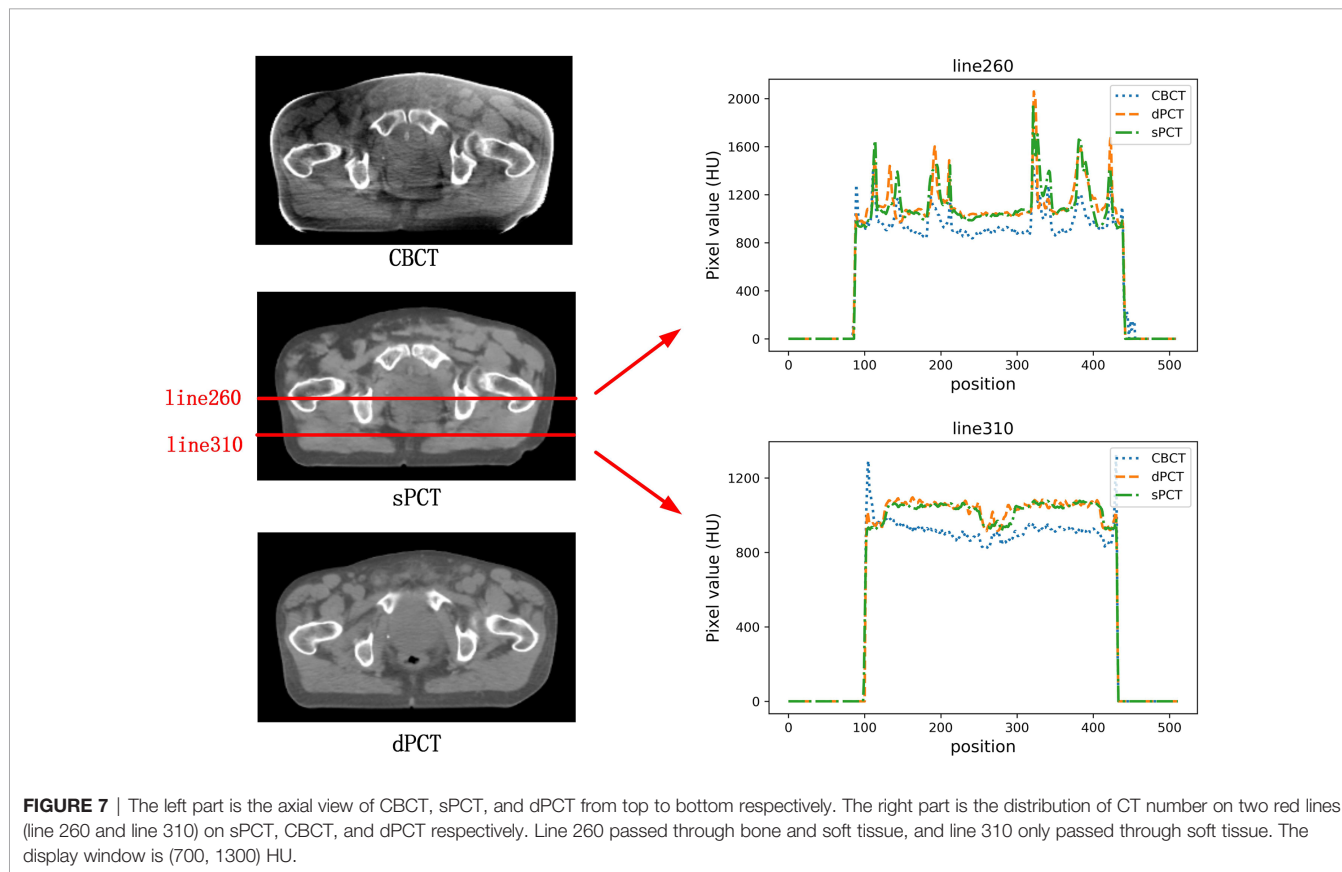 CBCT
line260
line310
sPCT
dPCT
line260
Pixel value (HU)
2000
1600
1200
800
400
0
CBCT
dPCT
sPCT
0 100 200 300 400 500
position
line310
Pixel value (HU)
1200
800
400
0
CBCT
dPCT
sPCT
0 100 200 300 400 500
position
FIGURE 7 | The left part is the axial view of CBCT, sPCT, and dPCT from top to bottom respectively. The right part is the distribution of CT number on two red lines
(line 260 and line 310) on sPCT, CBCT, and dPCT respectively. Line 260 passed through bone and soft tissue, and line 310 only passed through soft tissue. The
display window is (700, 1300) HU.